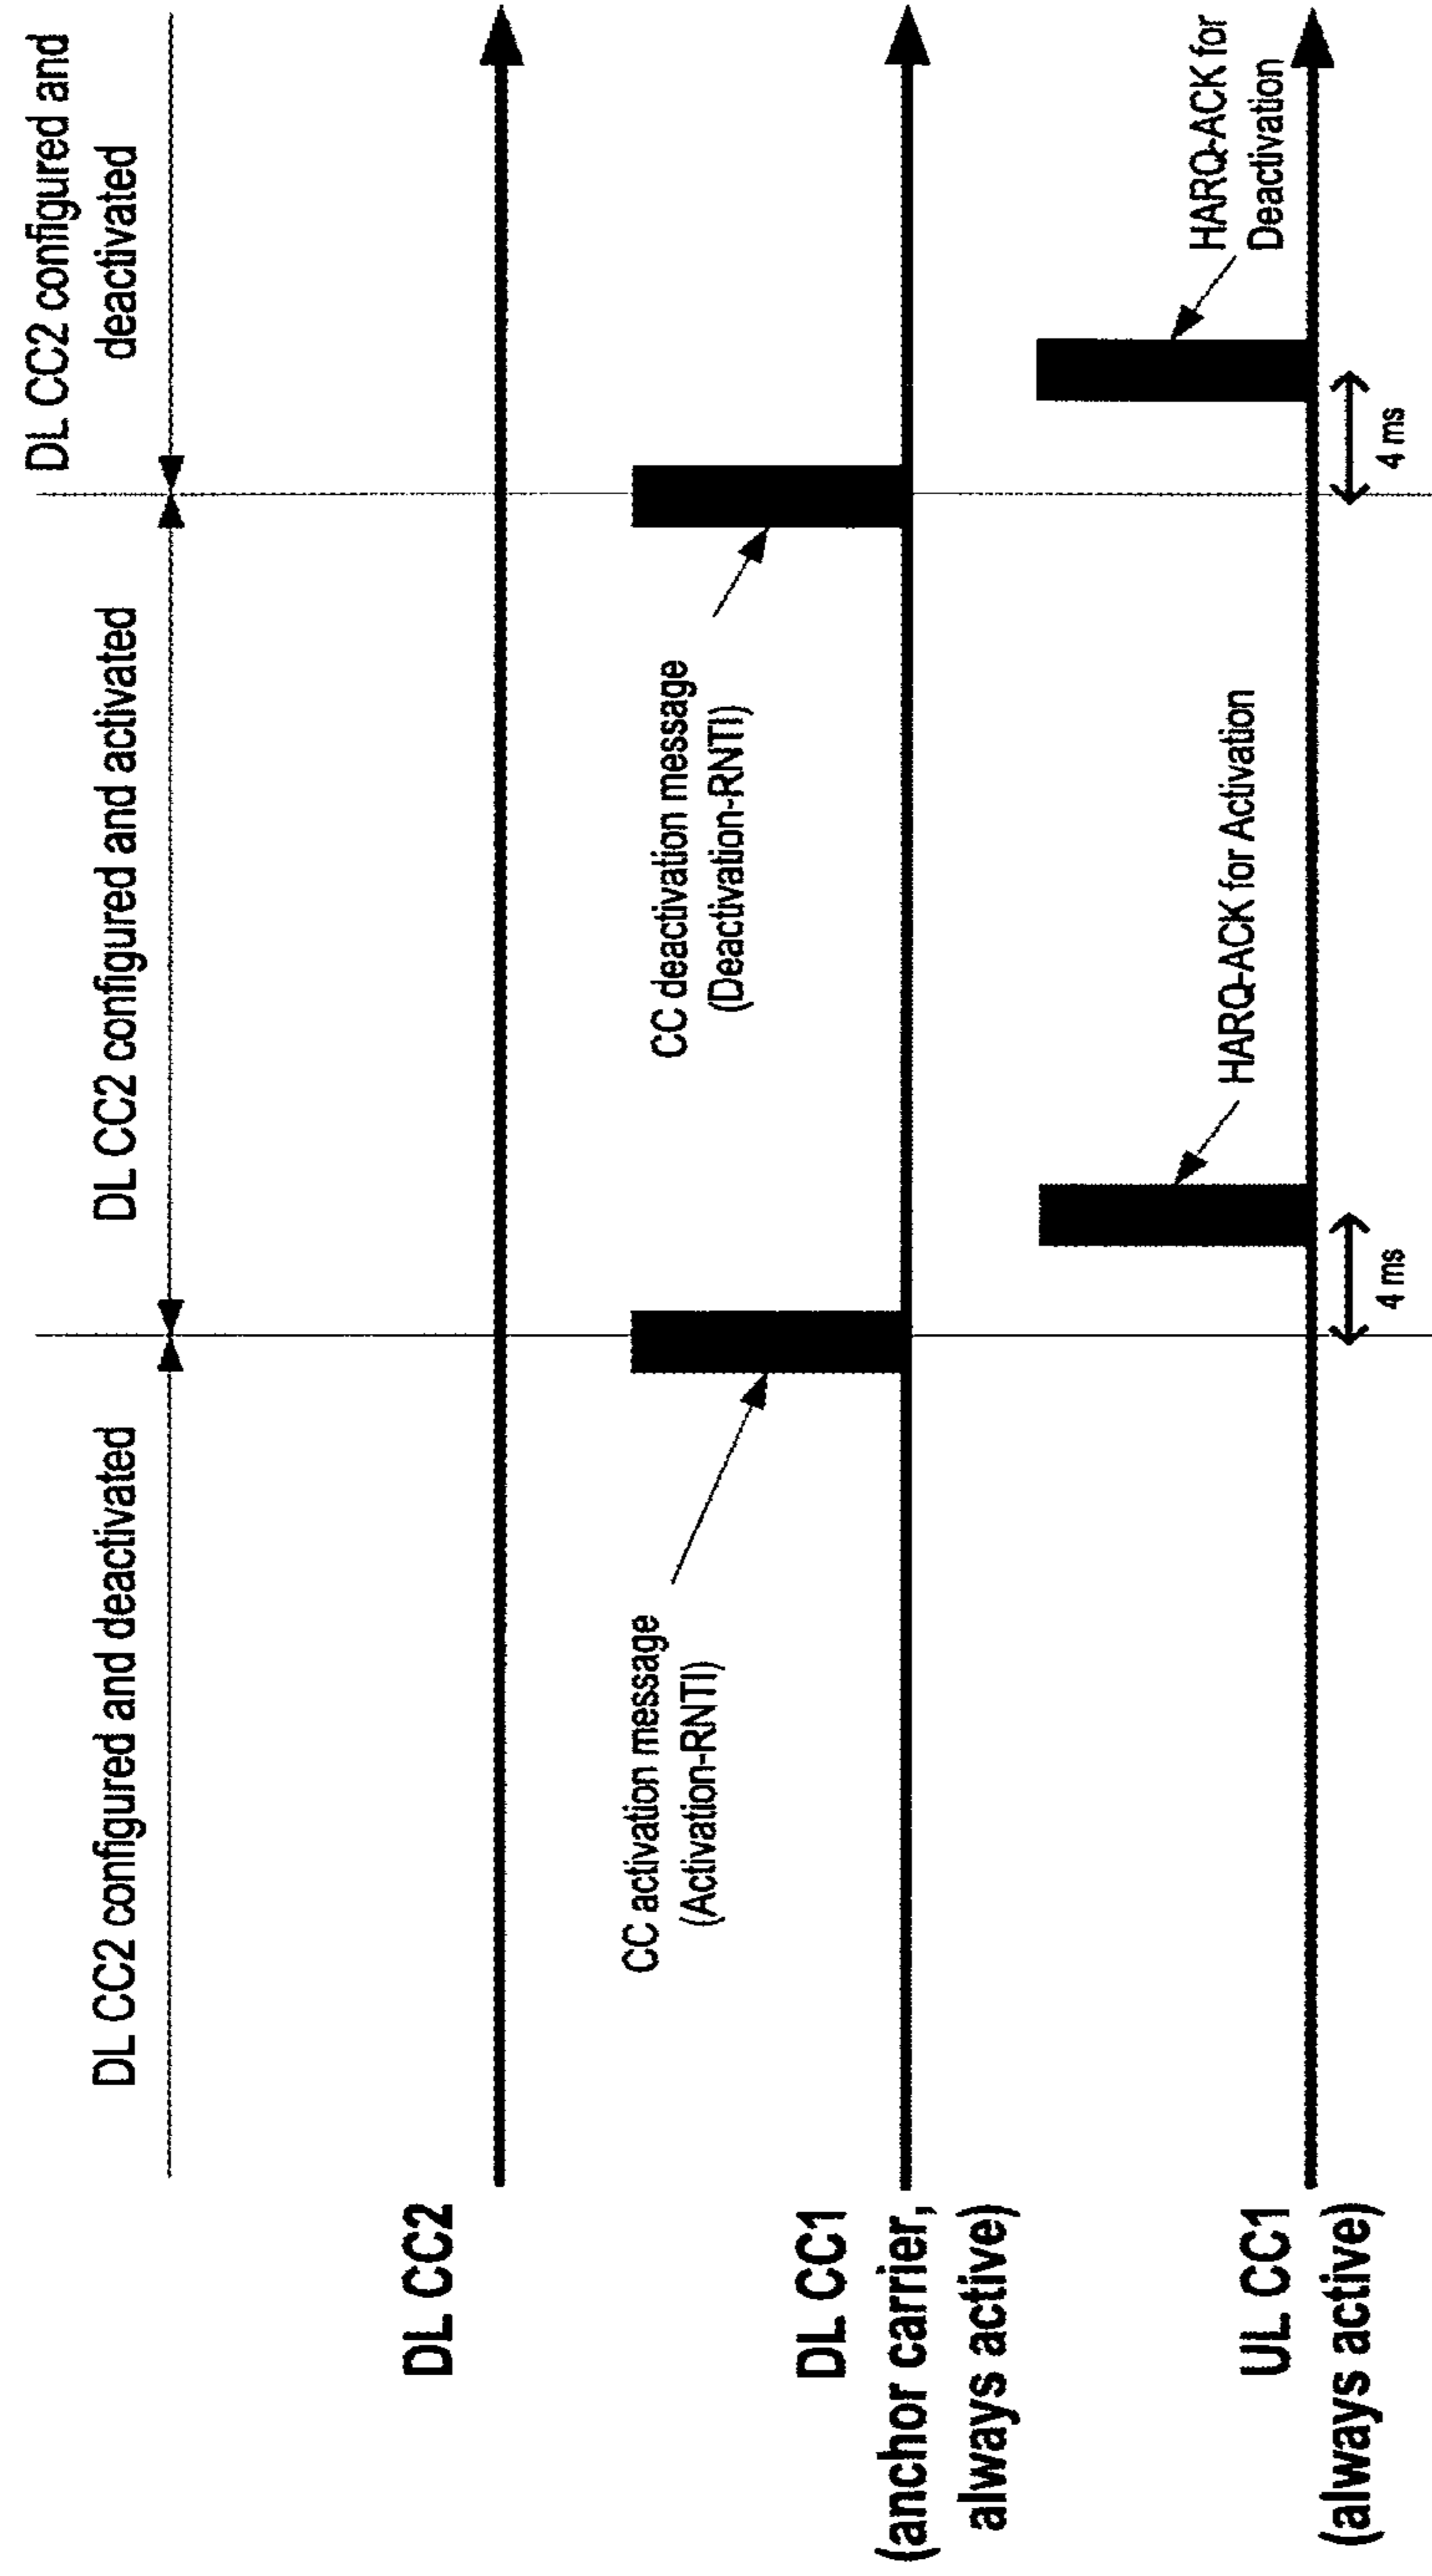 DL CC2 configured and deactivated
DL CC2 configured and activated
DL CC2 configured and
deactivated
DL CC2
CC activation message
(Activation-RNTI)
CC deactivation message
(Deactivation-RNTI)
DL CC1
(anchor carrier,
always active)
HARQ-ACK for Activation
HARQ-ACK for
Deactivation
UL CC1
(always active)
4 ms
4 ms